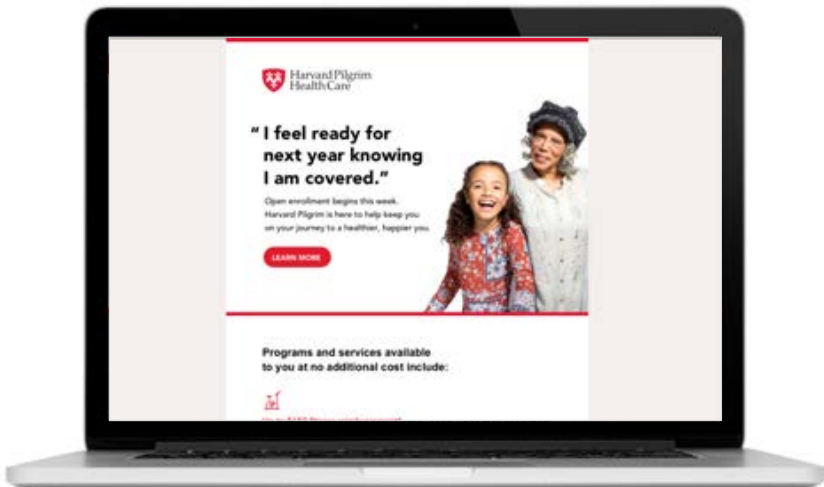 Harvard Pilgrim
Health Care
“I feel ready for
next year knowing
I am covered.”
Open enrollment begins this week.
Harvard Pilgrim is here to help keep you
on your journey to a healthier, happier you.
LEARN MORE
Programs and services available
to you at no additional cost include: